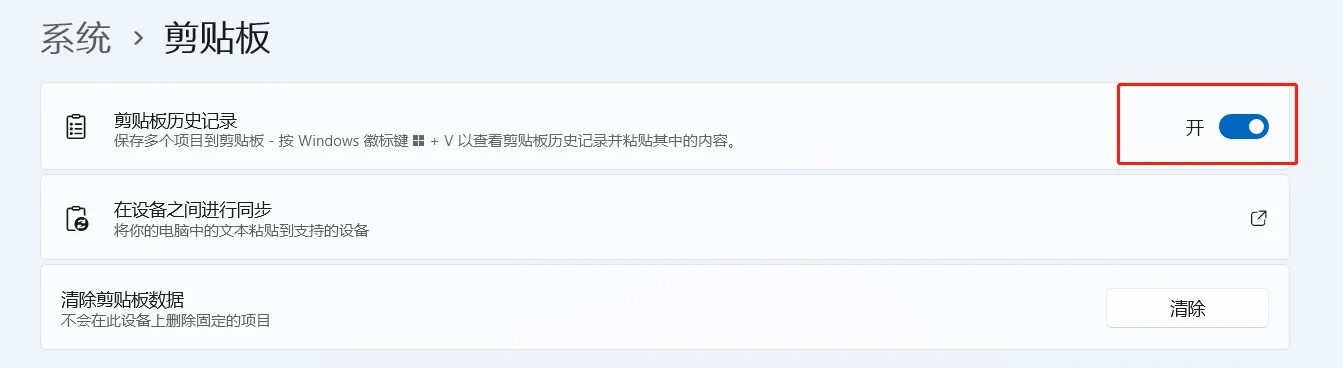 系统 › 剪贴板
剪贴板历史记录
保存多个项目到剪贴板 - 按 Windows 徽标键 + V 以查看剪贴板历史记录并粘贴其中的内容。
开
在设备之间进行同步
将你的电脑中的文本粘贴到支持的设备
清除剪贴板数据
不会在此设备上删除固定的项目
清除